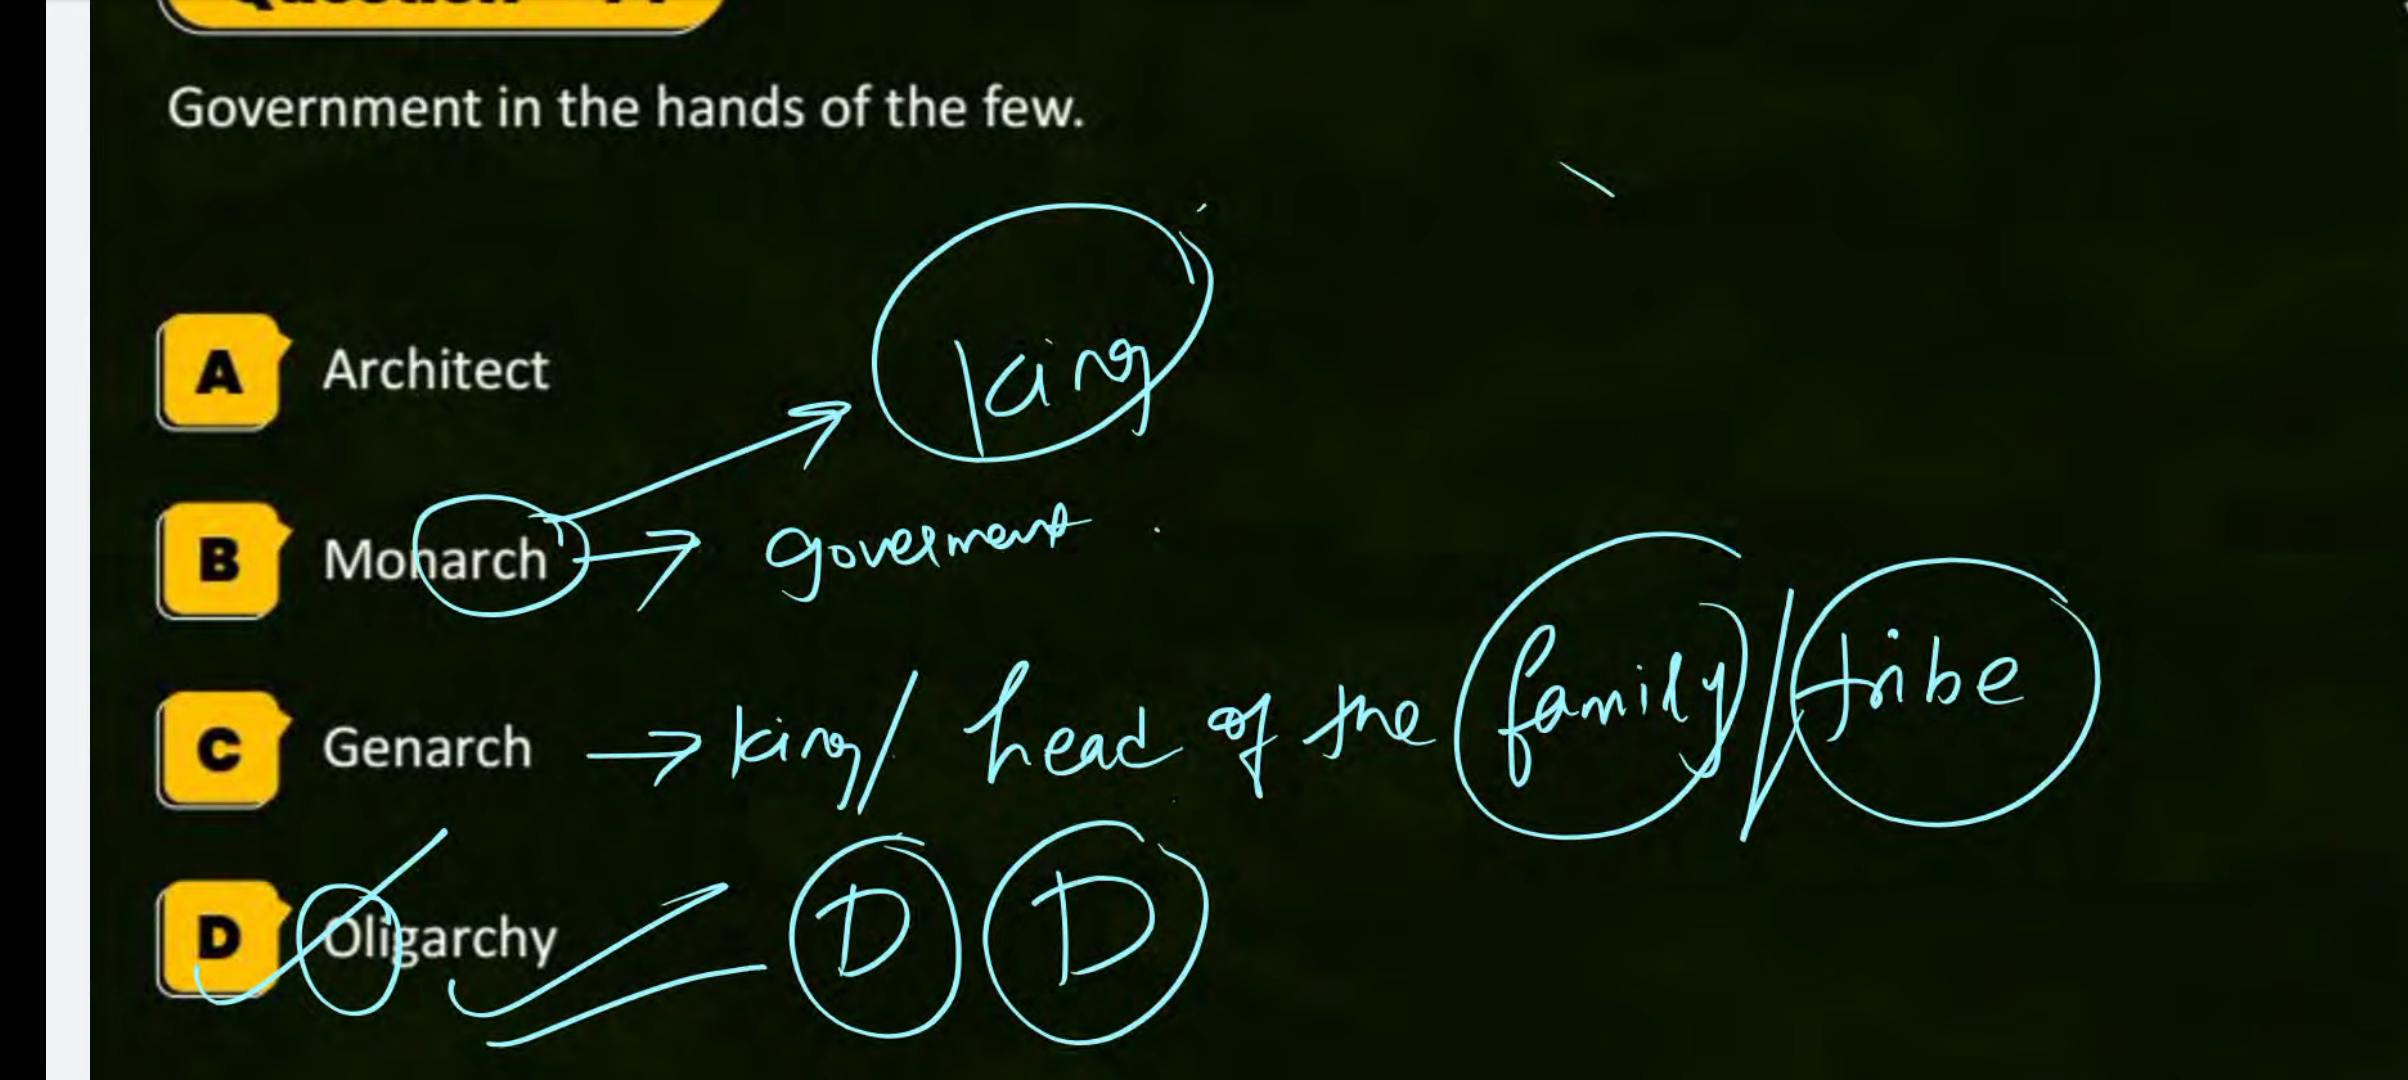 Government in the hands of the few.
king
A Architect
B Monarch goverment
C Genarch king/ head of the family/tribe
D Oligarchy D D